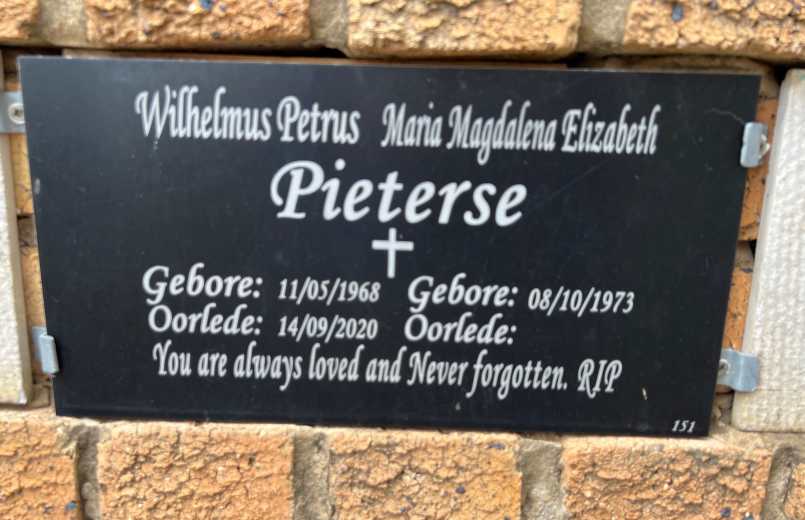 Wilhelmus Petrus Maria Magdalena Elizabeth
Pieterse
Gebore: 11/05/1968 Gebore: 08/10/1973
Oorlede: 14/09/2020 Oorlede:
You are always loved and Never forgotten. RIP
151